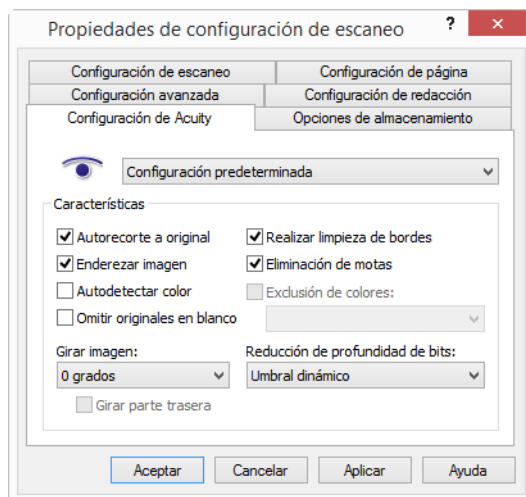 Propiedades de configuración de escaneo ? ×
Configuración de escaneo Configuración de página
Configuración avanzada Configuración de redacción
Configuración de Acuity Opciones de almacenamiento
Configuración predeterminada
Características
Autorecorte a original Realizar limpieza de bordes
Enderezar imagen Eliminación de motas
Autodetectar color Exclusión de colores:
Omitir originales en blanco
Girar imagen: Reducción de profundidad de bits:
0 grados Umbral dinámico
Girar parte trasera
Aceptar Cancelar Aplicar Ayuda